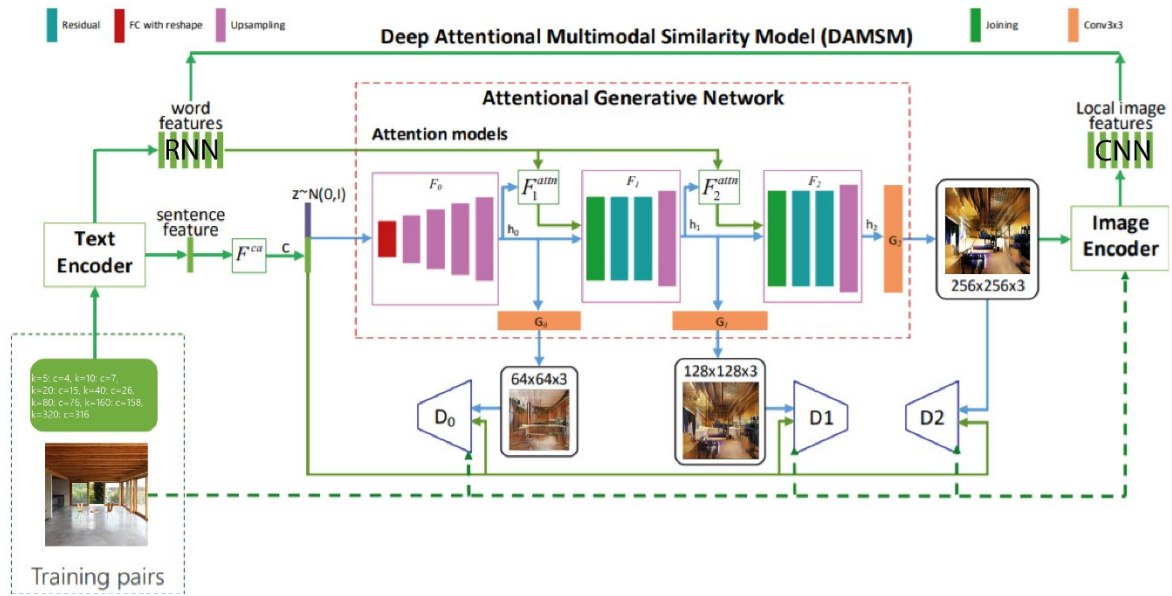 Residual
FC with reshape
Upsampling
Joining
Conv3x3
Deep Attentional Multimodal Similarity Model (DAMSM)
Attentional Generative Network
word
features
RNN
Attention models
Local image
features
CNN
z~N(0,I)
F₀
F₁^attn
F₁
F₂^attn
F₂
sentence
feature
Text
Encoder
F^ca
c
h₀
h₁
h₂
G₂
Image
Encoder
256x256x3
G₀
G₁
k=5: c=4, k=10: c=7,
k=20: c=15, k=40: c=26,
k=80: c=76, k=160: c=158,
k=320: c=316
64x64x3
128x128x3
D₀
D1
D2
Training pairs